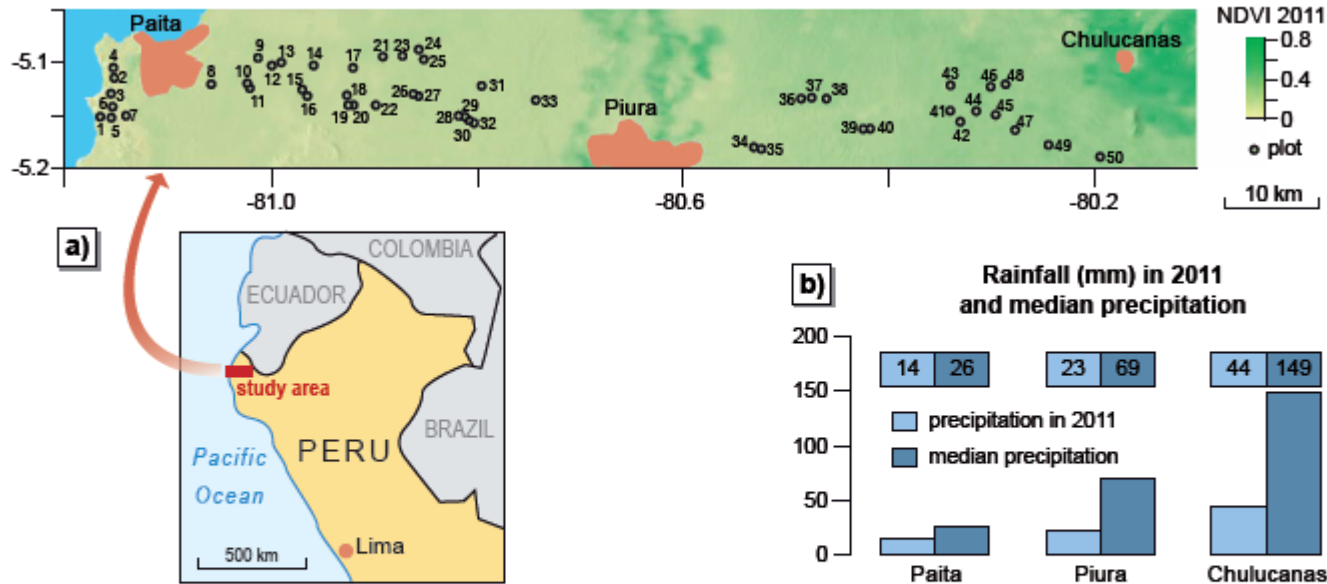 Paita
Chulucanas
Piura
-5.1
-5.2
4
2
3
6
1
5
7
8
9
13
14
10
12
11
15
16
17
21
23
24
25
18
19
20
22
26
27
28
29
30
32
31
33
34
35
36
37
38
39
40
43
46
48
41
44
45
42
47
49
50
-81.0
-80.6
-80.2
NDVI 2011
0.8
0.4
0
plot
10 km
a)
COLOMBIA
ECUADOR
study area
PERU
BRAZIL
Pacific
Ocean
Lima
500 km
b)
Rainfall (mm) in 2011
and median precipitation
200
150
100
50
0
14 26
23 69
44 149
precipitation in 2011
median precipitation
Paita
Piura
Chulucanas